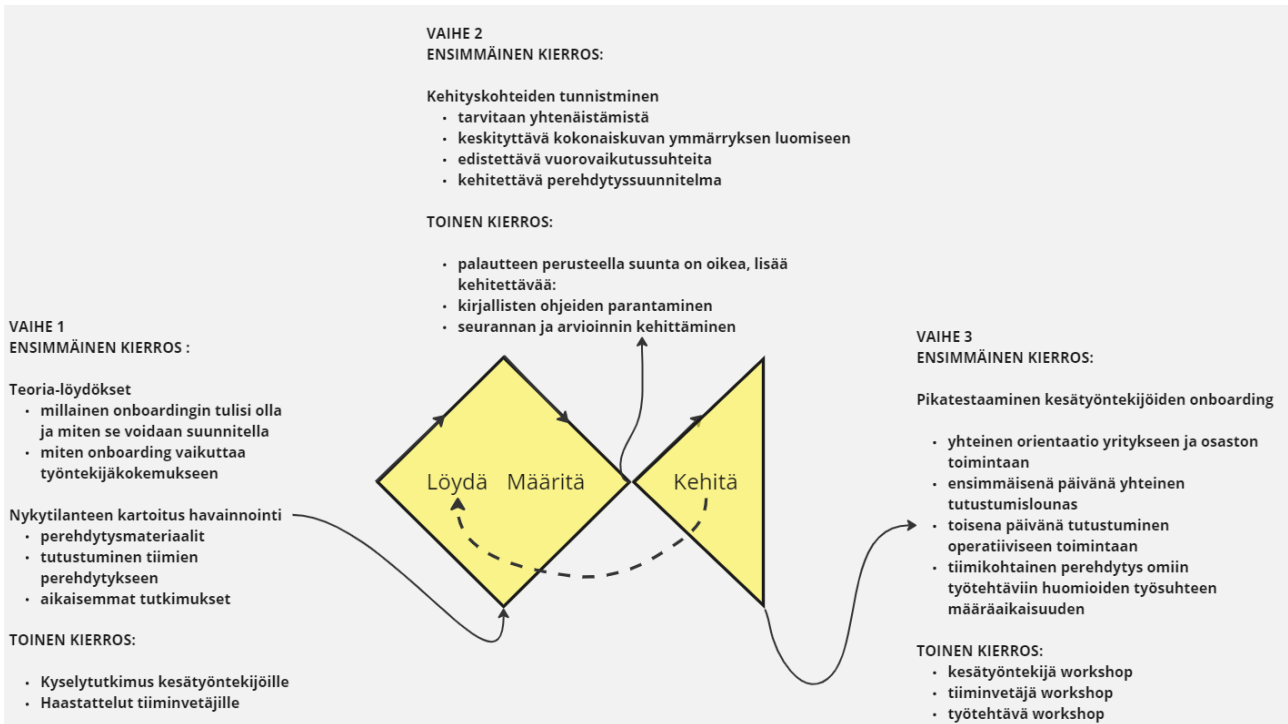 VAIHE 1
ENSIMMÄINEN KIERROS :
Teoria-löydökset
• millainen onboardingin tulisi olla
ja miten se voidaan suunnitella
• miten onboarding vaikuttaa
työntekijäkokemukseen
Nykytilanteen kartoitus havainnointi
• perehdytysmateriaalit
• tutustuminen tiimien
perehdytykseen
• aikaisemmat tutkimukset
TOINEN KIERROS:
• Kyselytutkimus kesätyöntekijöille
• Haastattelut tiiminvetäjille
VAIHE 2
ENSIMMÄINEN KIERROS:
Kehityskohteiden tunnistminen
• tarvitaan yhtenäistämistä
• keskityttävä kokonaiskuvan ymmärryksen luomiseen
• edistettävä vuorovaikutussuhteita
• kehitettävä perehdytyssuunnitelma
TOINEN KIERROS:
• palautteen perusteella suunta on oikea, lisää
kehitettävää:
• kirjallisten ohjeiden parantaminen
• seurannan ja arvioinnin kehittäminen
Löydä Määritä Kehitä
VAIHE 3
ENSIMMÄINEN KIERROS:
Pikatestaaminen kesätyöntekijöiden onboarding
• yhteinen orientaatio yritykseen ja osaston
toimintaan
• ensimmäisenä päivänä yhteinen
tutustumislounas
• toisena päivänä tutustuminen
operatiiviseen toimintaan
• tiimikohtainen perehdytys omiin
työtehtäviin huomioiden työsuhteen
määräaikaisuuden
TOINEN KIERROS:
• kesätyöntekijä workshop
• tiiminvetäjä workshop
• työtehtävä workshop